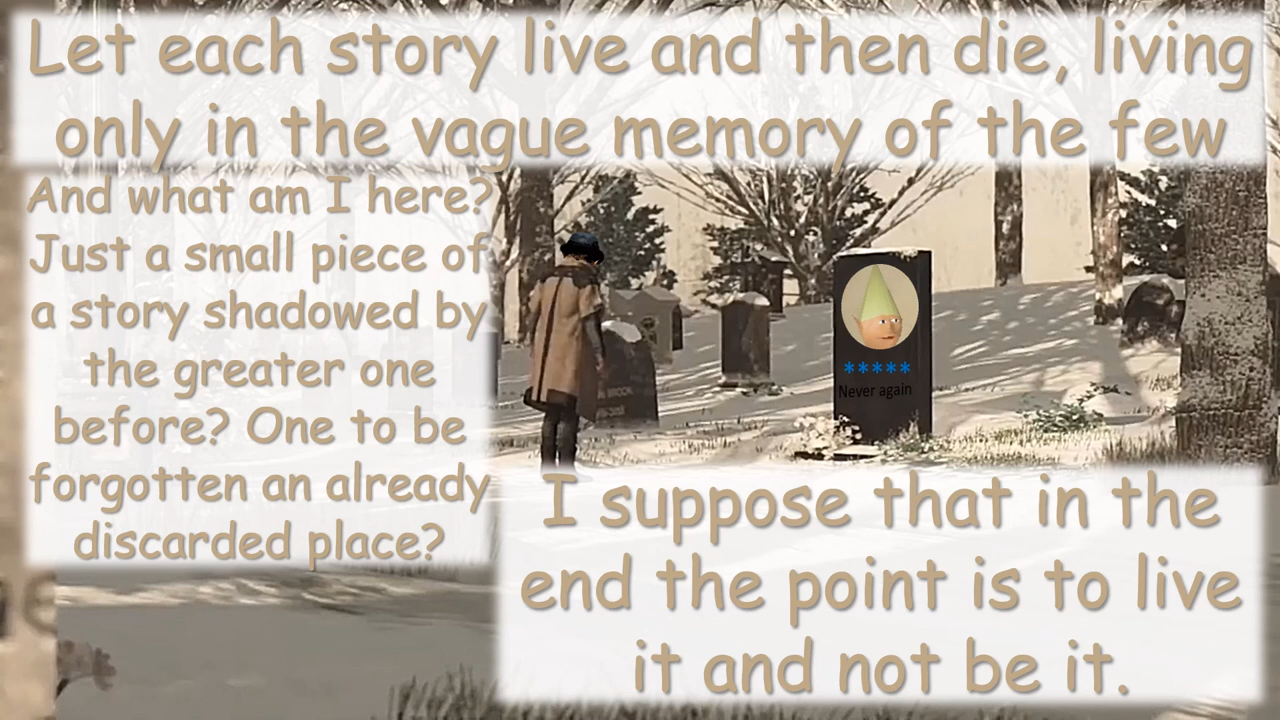 Let each story live and then die, living
only in the vague memory of the few
And what am I here?
Just a small piece of
a story shadowed by
the greater one
before? One to be
forgotten an already
discarded place?
*****
Never again
I suppose that in the
end the point is to live
it and not be it.